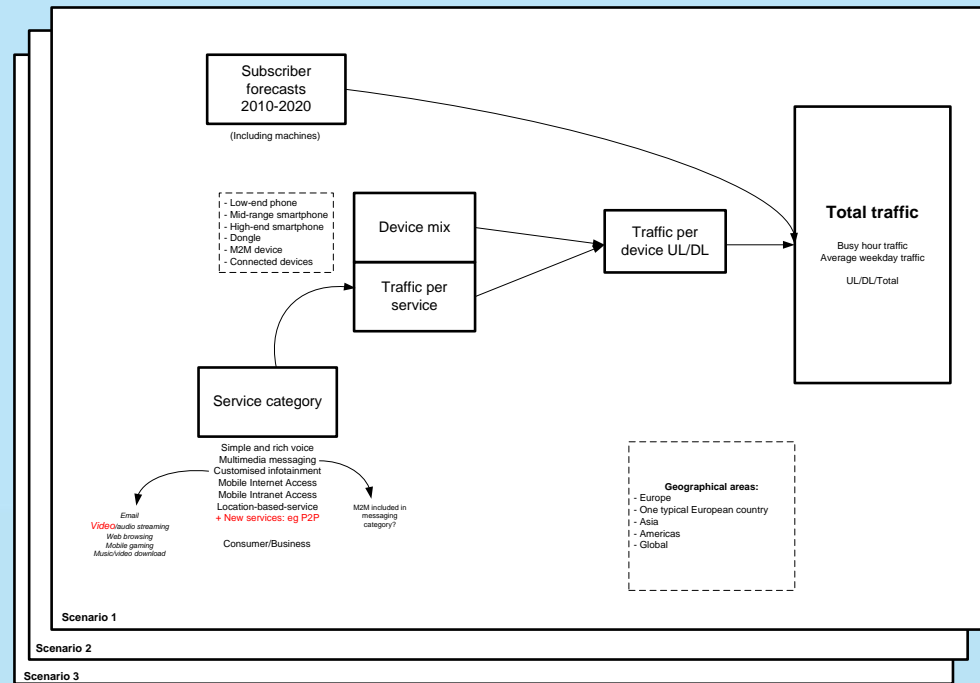 Subscriber
forecasts
2010-2020
(Including machines)
- Low-end phone
- Mid-range smartphone
- High-end smartphone
- Dongle
- M2M device
- Connected devices
Device mix
Traffic per
service
Traffic per
device UL/DL
Total traffic
Busy hour traffic
Average weekday traffic
UL/DL/Total
Service category
Simple and rich voice
Multimedia messaging
Customised infotainment
Mobile Internet Access
Mobile Intranet Access
Location-based-service
+ New services: eg P2P
Consumer/Business
Email
Video/audio streaming
Web browsing
Mobile gaming
Music/video download
M2M included in
messaging
category?
Geographical areas:
- Europe
- One typical European country
- Asia
- Americas
- Global
Scenario 1
Scenario 2
Scenario 3